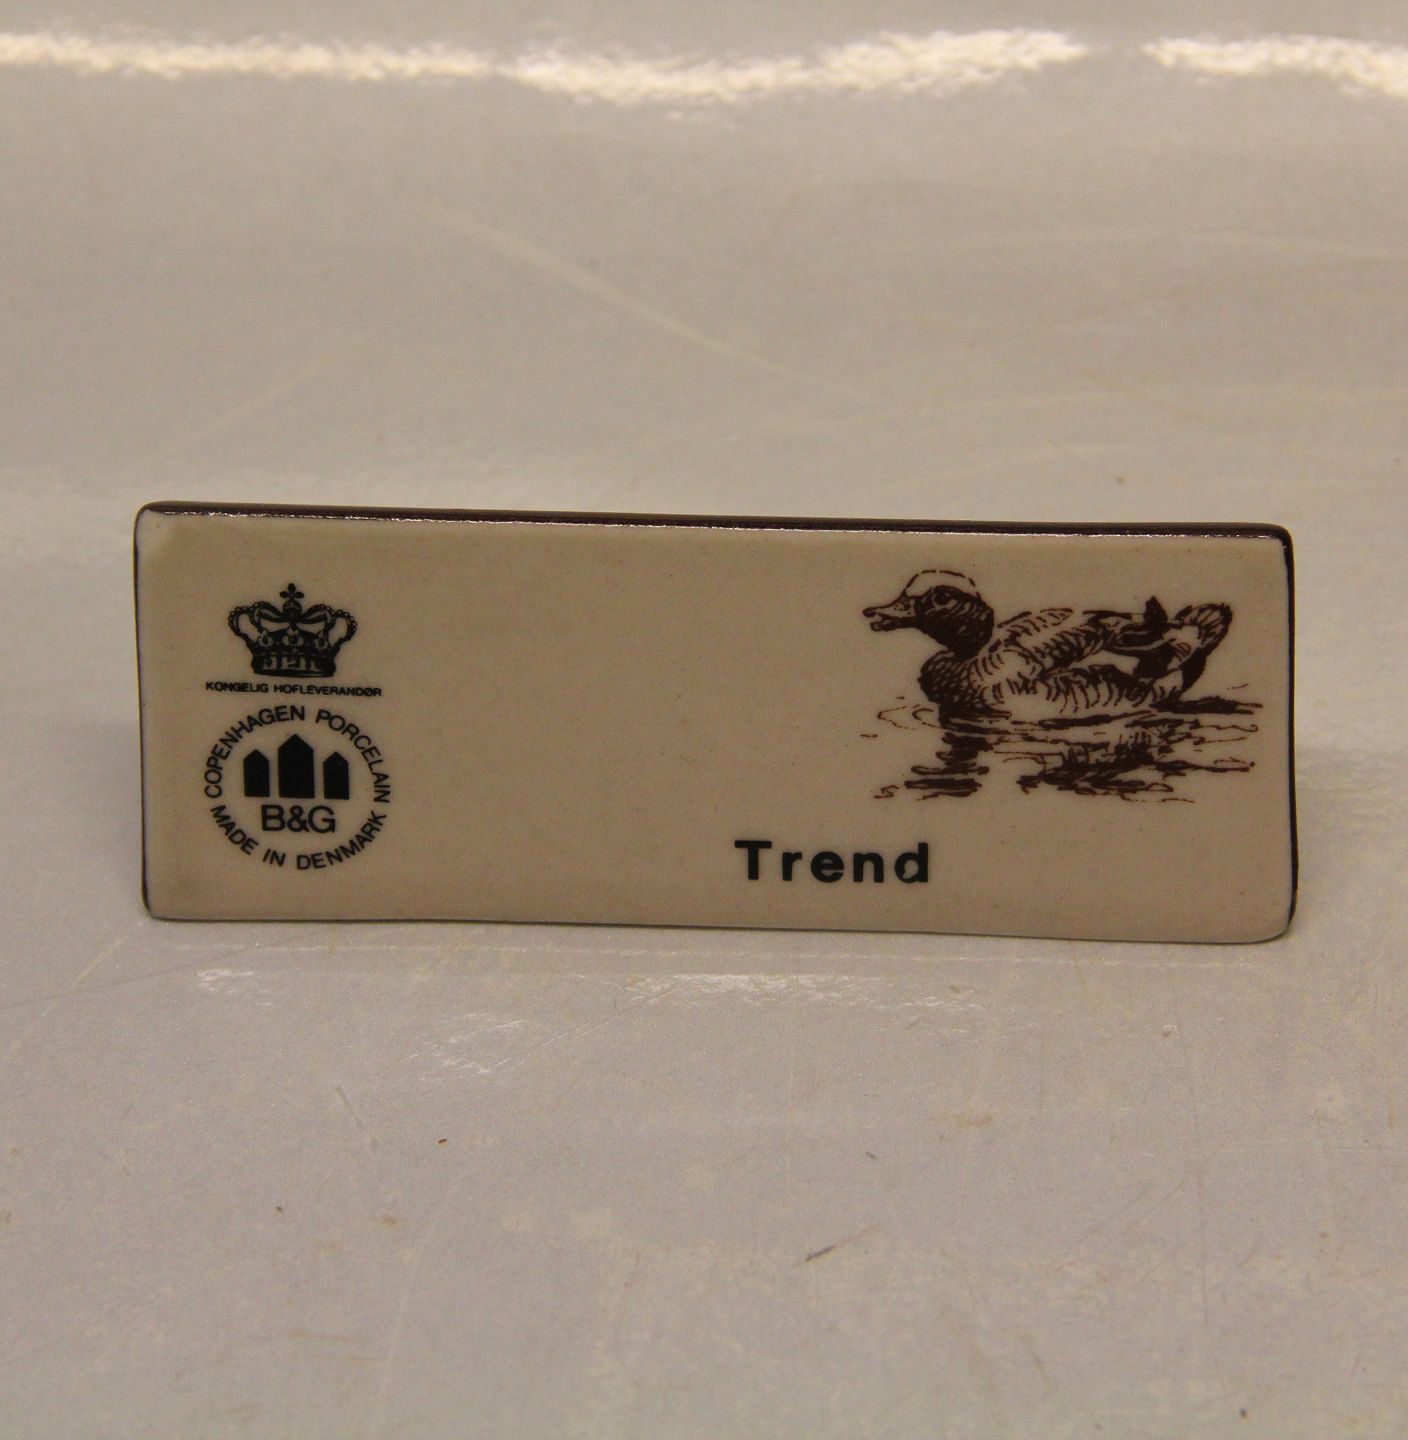 KONGELIG HOFLEVERANDØR
COPENHAGEN PORCELAIN
B&G
MADE IN DENMARK
Trend